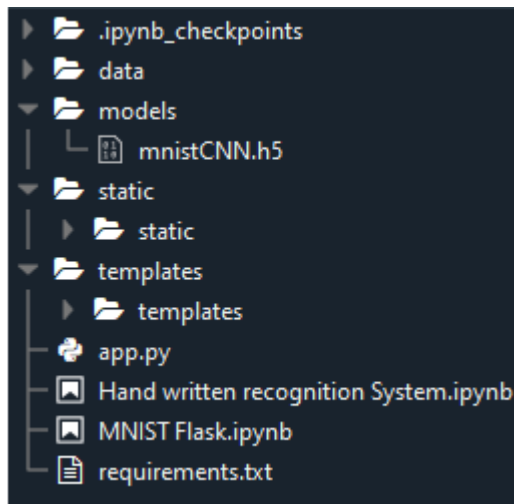 .ipynb_checkpoints
data
models
mnistCNN.h5
static
static
templates
templates
app.py
Hand written recognition System.ipynb
MNIST Flask.ipynb
requirements.txt